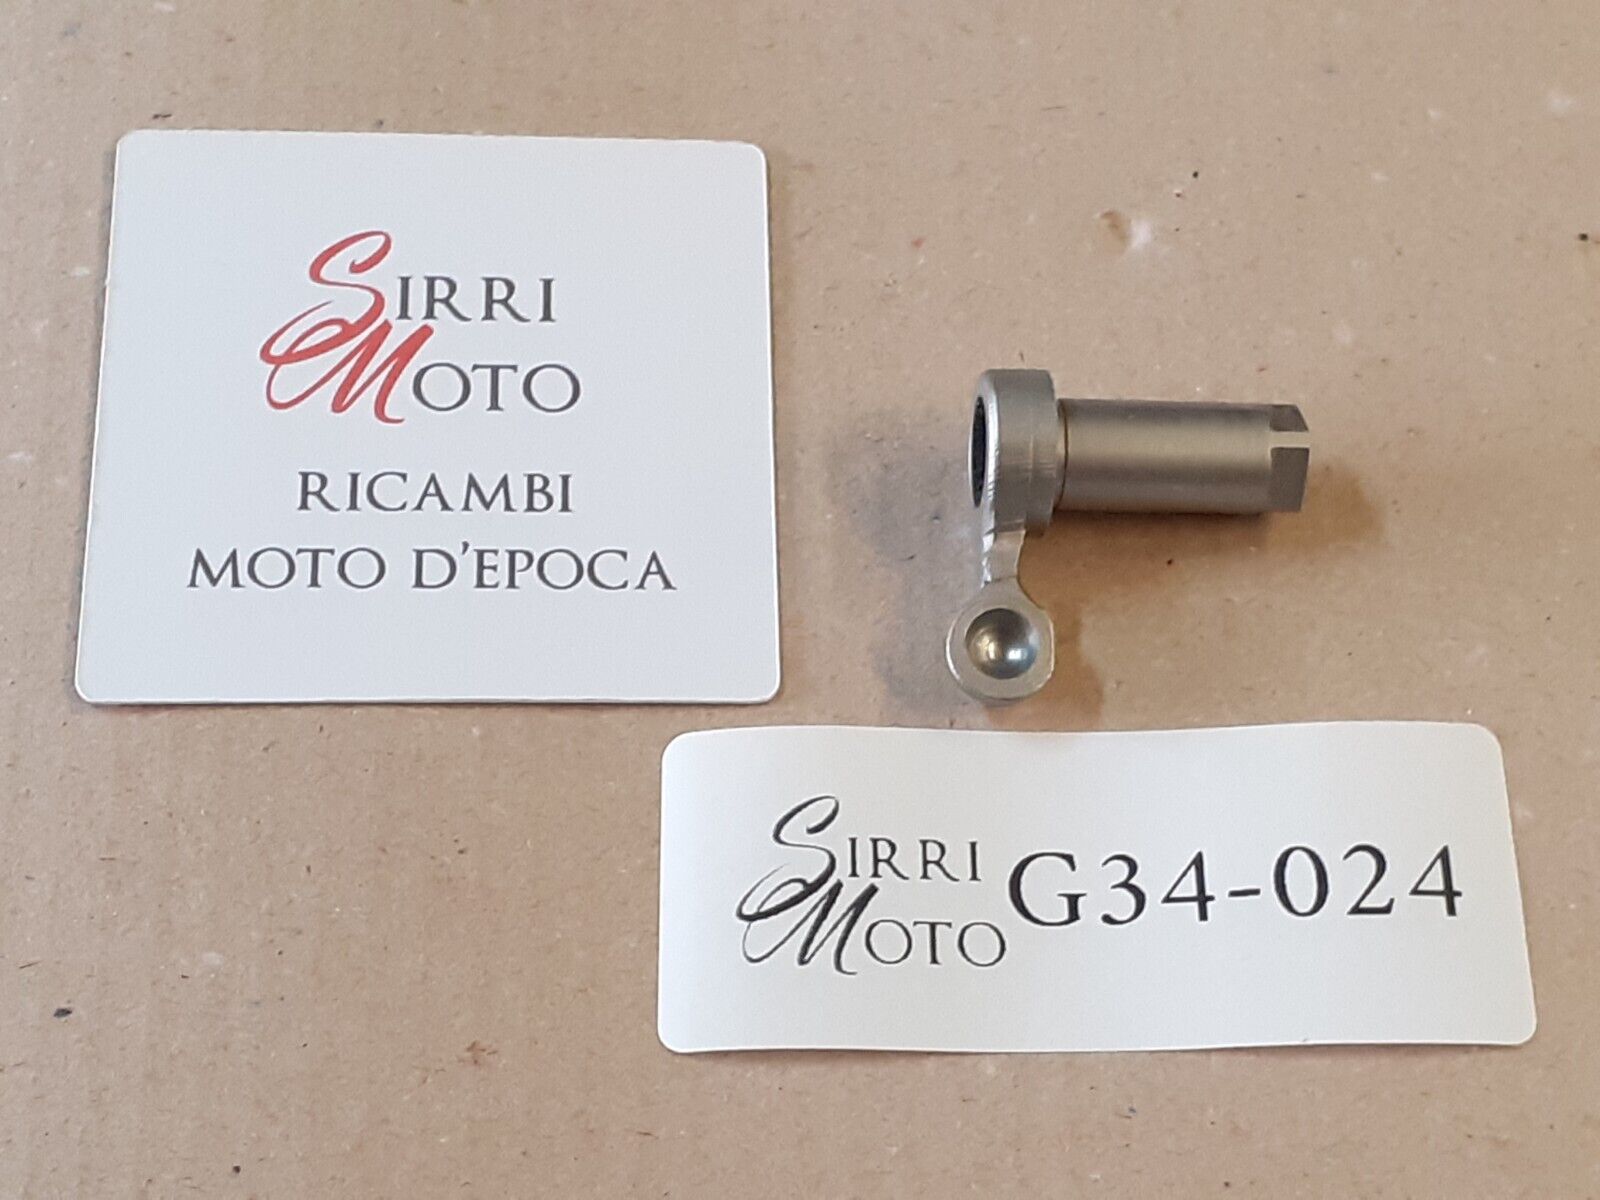 SIRRI
MOTO
RICAMBI
MOTO D'EPOCA
SIRRI
MOTO
G34-024